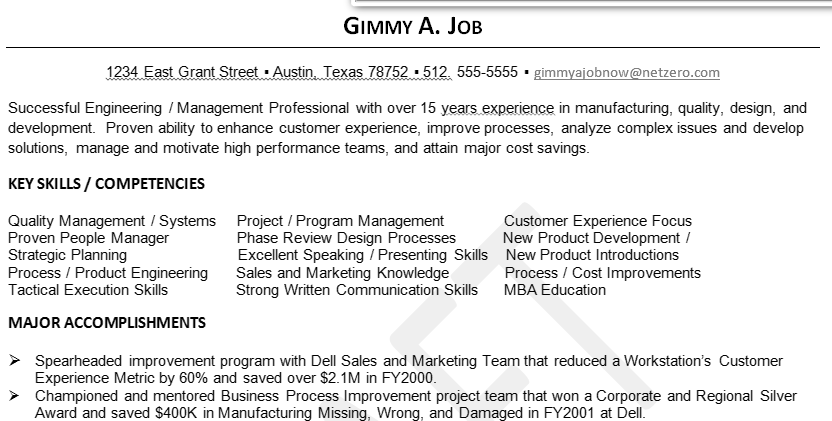 GIMMY A. JOB
1234 East Grant Street ▪ Austin, Texas 78752 ▪ 512. 555-5555 ▪ gimmyajobnow@netzero.com
Successful Engineering / Management Professional with over 15 years experience in manufacturing, quality, design, and
development. Proven ability to enhance customer experience, improve processes, analyze complex issues and develop
solutions, manage and motivate high performance teams, and attain major cost savings.
KEY SKILLS / COMPETENCIES
Quality Management / Systems Project / Program Management Customer Experience Focus
Proven People Manager Phase Review Design Processes New Product Development /
Strategic Planning Excellent Speaking / Presenting Skills New Product Introductions
Process / Product Engineering Sales and Marketing Knowledge Process / Cost Improvements
Tactical Execution Skills Strong Written Communication Skills MBA Education
MAJOR ACCOMPLISHMENTS
➢ Spearheaded improvement program with Dell Sales and Marketing Team that reduced a Workstation's Customer
Experience Metric by 60% and saved over $2.1M in FY2000.
➢ Championed and mentored Business Process Improvement project team that won a Corporate and Regional Silver
Award and saved $400K in Manufacturing Missing, Wrong, and Damaged in FY2001 at Dell.